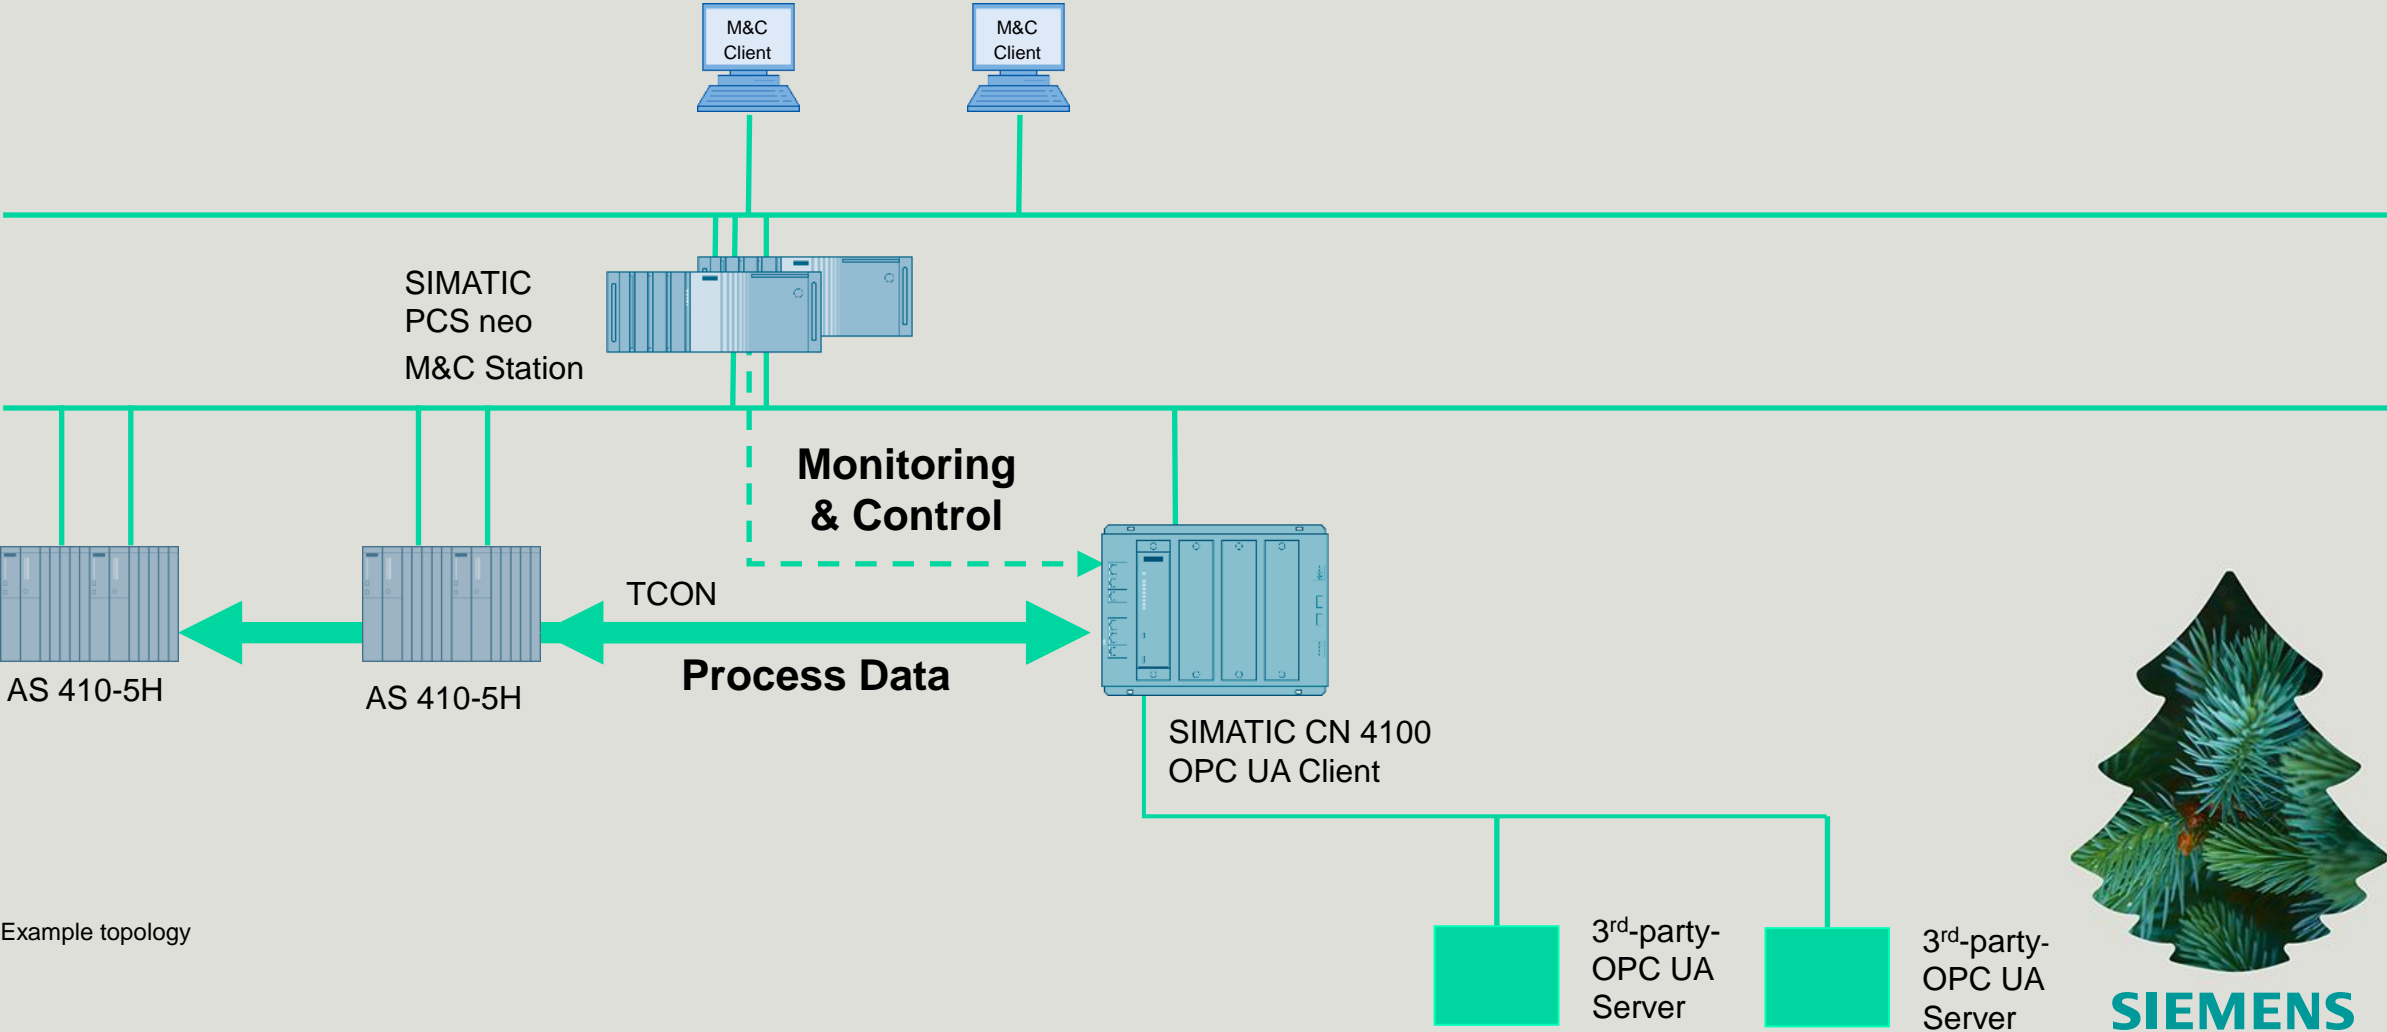 M&C
Client
M&C
Client
SIMATIC
PCS neo
M&C Station
Monitoring
& Control
TCON
Process Data
AS 410-5H
AS 410-5H
SIMATIC CN 4100
OPC UA Client
Example topology
3rd-party-
OPC UA
Server
3rd-party-
OPC UA
Server
SIEMENS